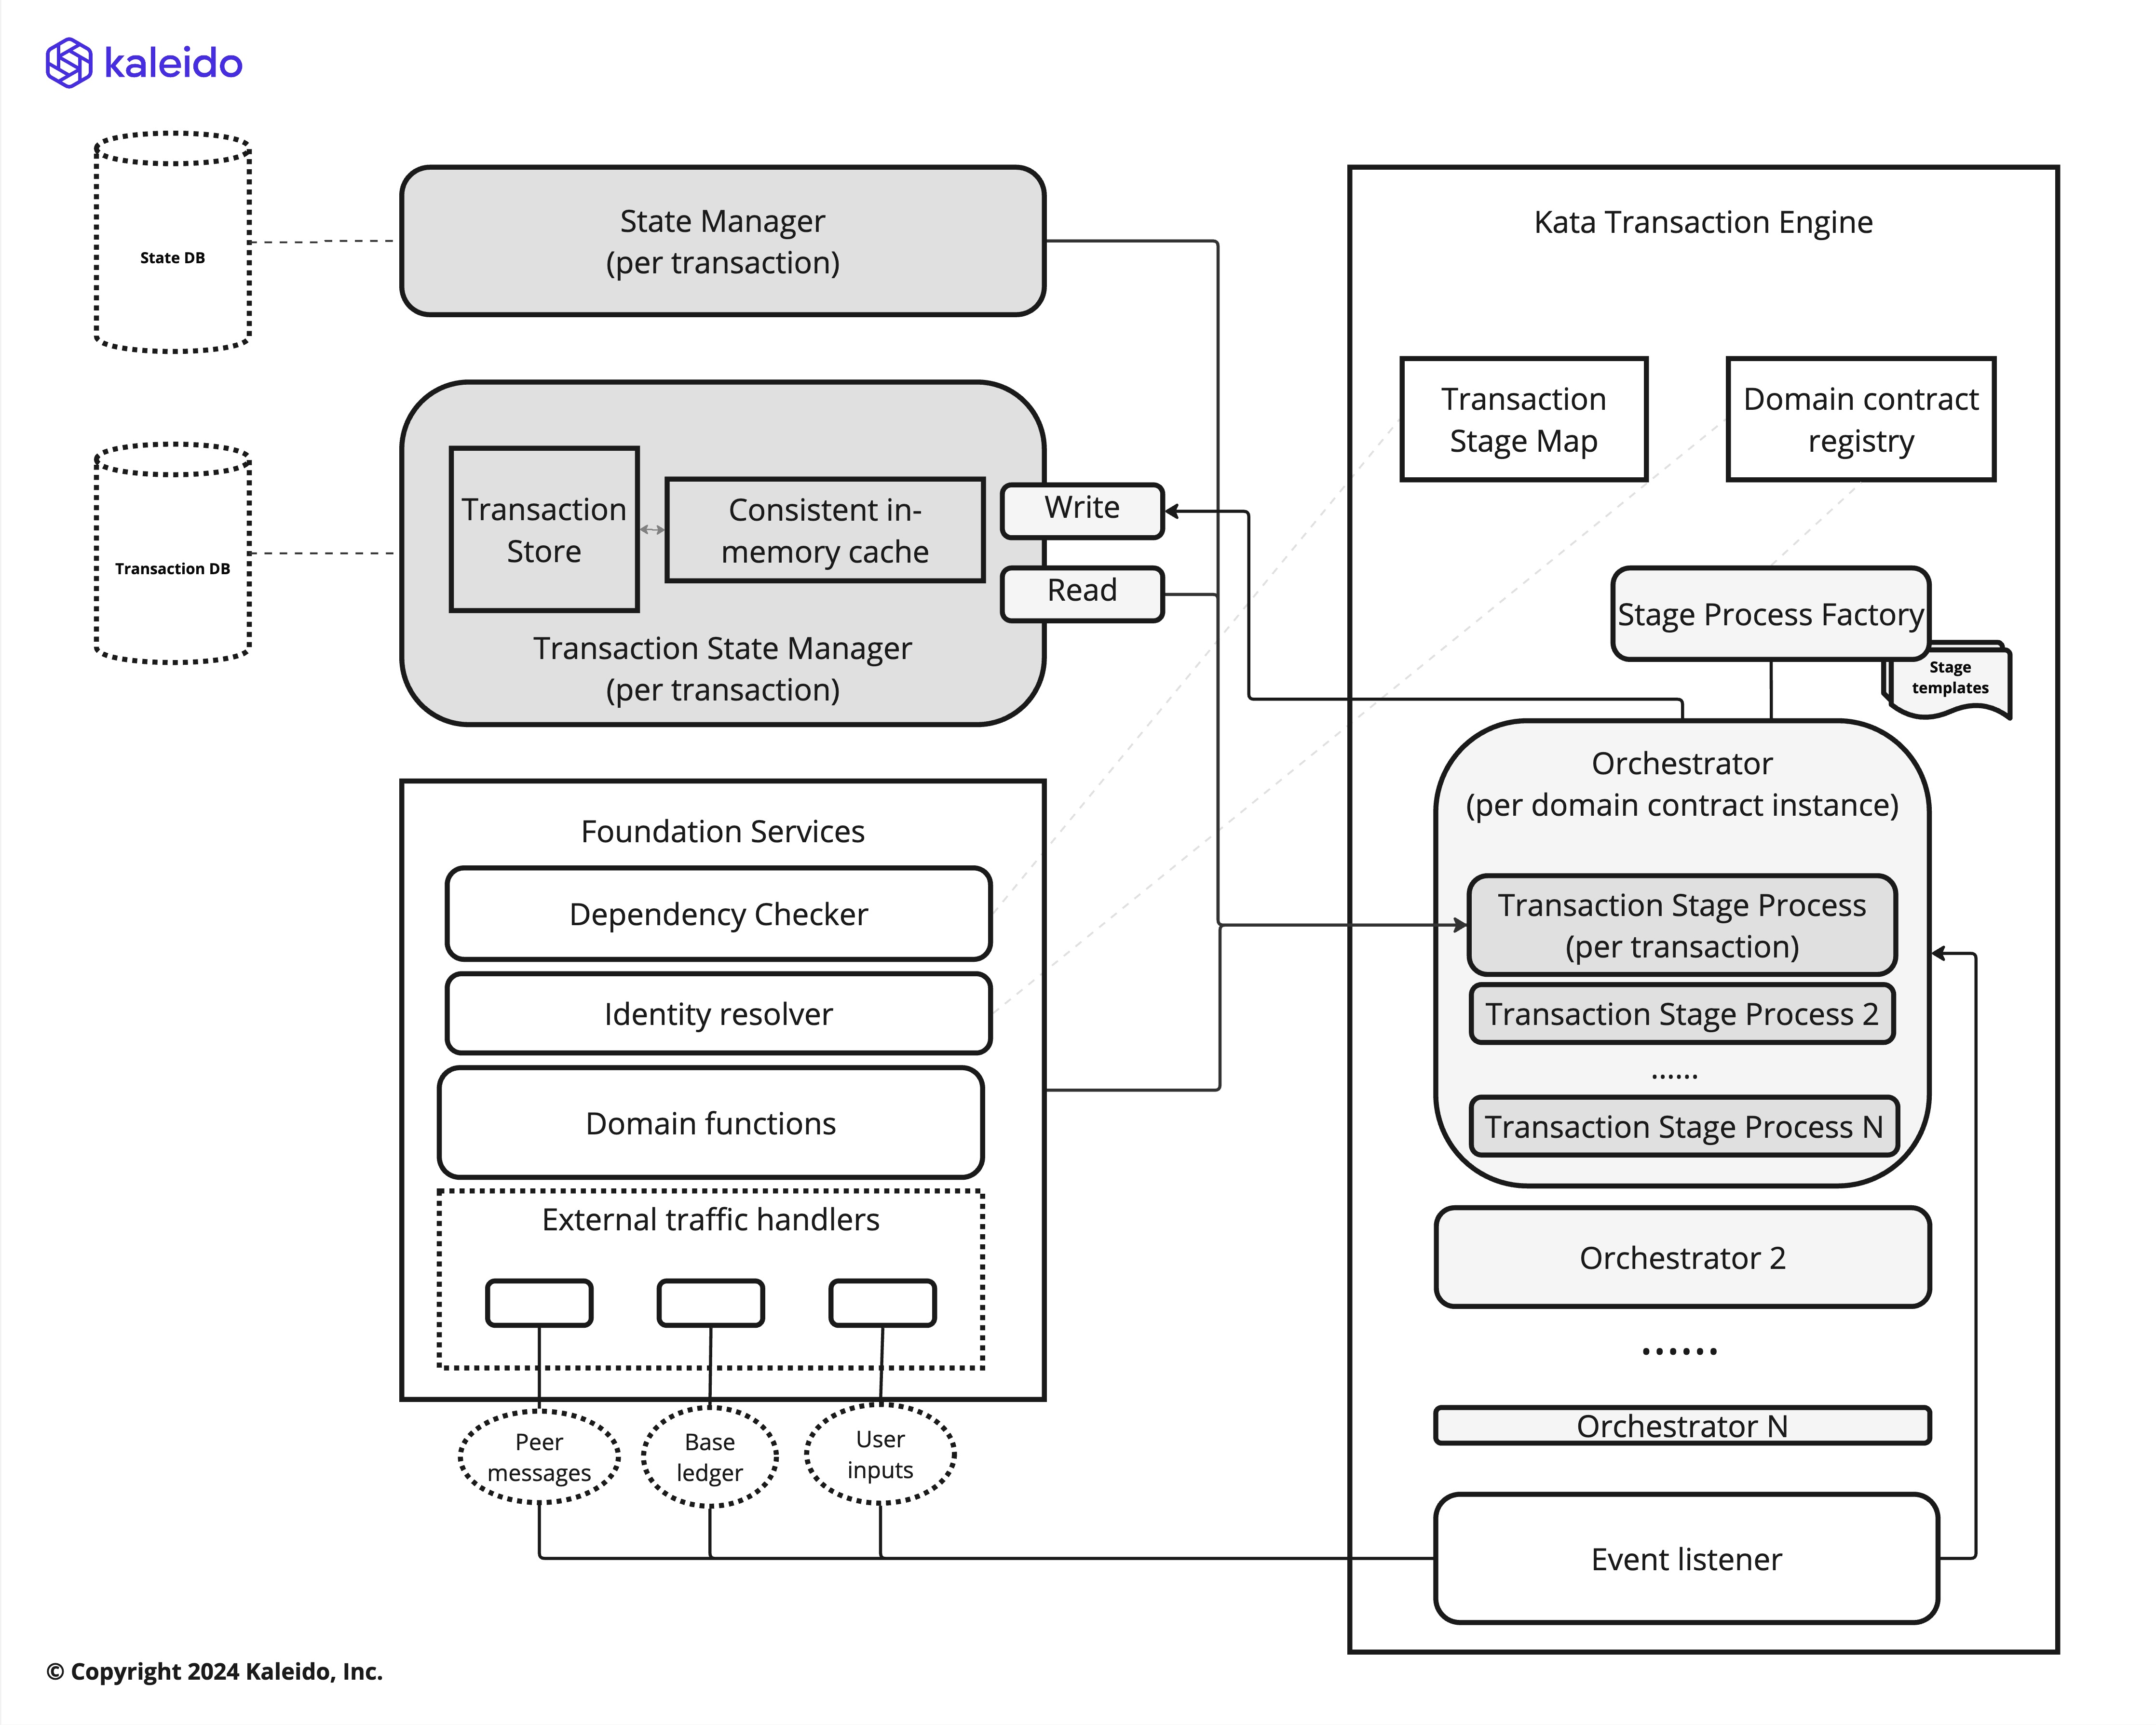 kaleido
State DB
State Manager
(per transaction)
Transaction DB
Transaction
Store
Consistent in-
memory cache
Write
Read
Transaction State Manager
(per transaction)
Foundation Services
Dependency Checker
Identity resolver
Domain functions
External traffic handlers
Peer
messages
Base
ledger
User
inputs
Kata Transaction Engine
Transaction
Stage Map
Domain contract
registry
Stage Process Factory
Stage
templates
Orchestrator
(per domain contract instance)
Transaction Stage Process
(per transaction)
Transaction Stage Process 2
......
Transaction Stage Process N
Orchestrator 2
......
Orchestrator N
Event listener
© Copyright 2024 Kaleido, Inc.